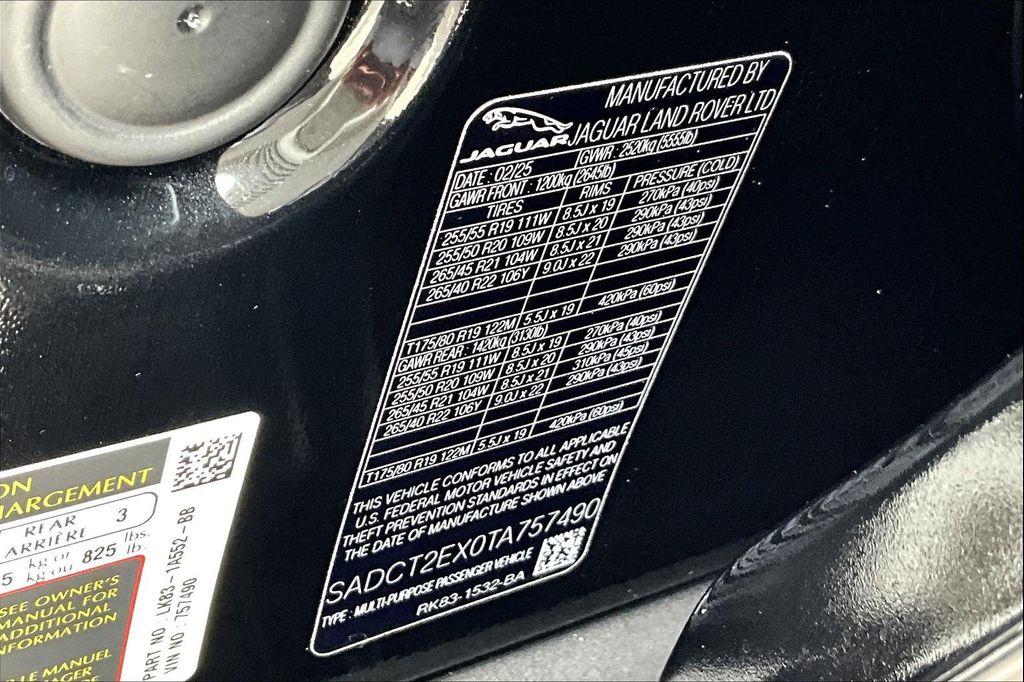 MANUFACTURED BY
JAGUAR LAND ROVER LTD
JAGUAR
DATE : 02/25 GVWR : 2520kg (5555lb)
GAWR FRONT : 1200kg (2645lb)
TIRES RIMS PRESSURE (COLD)
255/55 R19 111W 8.5J x 19 270kPa (40psi)
255/50 R20 109W 8.5J x 20 290kPa (43psi)
265/45 R21 104W 8.5J x 21 290kPa (43psi)
265/40 R22 106Y 9.0J x 22 290kPa (43psi)
T175/80 R19 122M 5.5J x 19 420kPa (60psi)
GAWR REAR : 1420kg (3130lb)
255/55 R19 111W 8.5J x 19 270kPa (40psi)
255/50 R20 109W 8.5J x 20 290kPa (43psi)
265/45 R21 104W 8.5J x 21 310kPa (45psi)
265/40 R22 106Y 9.0J x 22 290kPa (43psi)
T175/80 R19 122M 5.5J x 19 420kPa (60psi)
THIS VEHICLE CONFORMS TO ALL APPLICABLE
U.S. FEDERAL MOTOR VEHICLE SAFETY AND
THEFT PREVENTION STANDARDS IN EFFECT ON
THE DATE OF MANUFACTURE SHOWN ABOVE
SADCT2EX0TA757490
TYPE : MULTI-PURPOSE PASSENGER VEHICLE
RK83-1532-BA
ON
HARGEMENT
REAR 3
ARRIÈRE
5 kg or 825 lbs.
kg ou lb.
SEE OWNER'S
MANUAL FOR
ADDITIONAL
INFORMATION
LE MANUEL
PART NO : LK83-1A552-BB
VIN NO : 757490